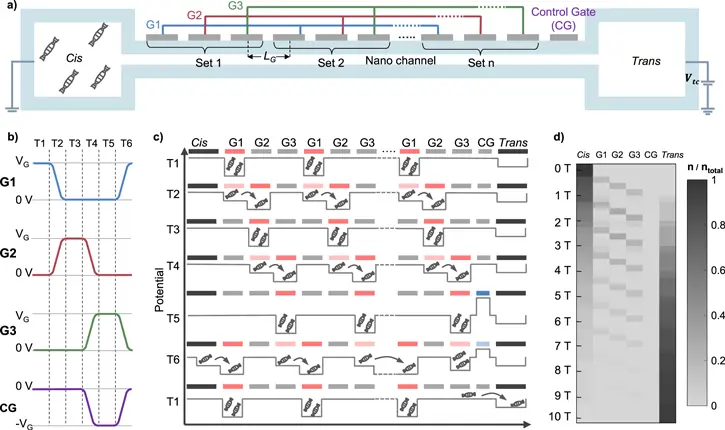 a)
G3
G2
G1
Control Gate
(CG)
Cis
Trans
L_G
Set 1
Set 2
Nano channel
Set n
V_tc
b)
T1 T2 T3 T4 T5 T6
V_G
G1
0 V
V_G
G2
0 V
V_G
G3
0 V
0 V
CG
-V_G
c)
Cis G1 G2 G3 G1 G2 G3 G1 G2 G3 CG Trans
Potential
T1
T2
T3
T4
T5
T6
T1
d)
Cis G1 G2 G3 CG Trans
n / n_total
0 T
1 T
2 T
3 T
4 T
5 T
6 T
7 T
8 T
9 T
10 T
1
0.8
0.6
0.4
0.2
0